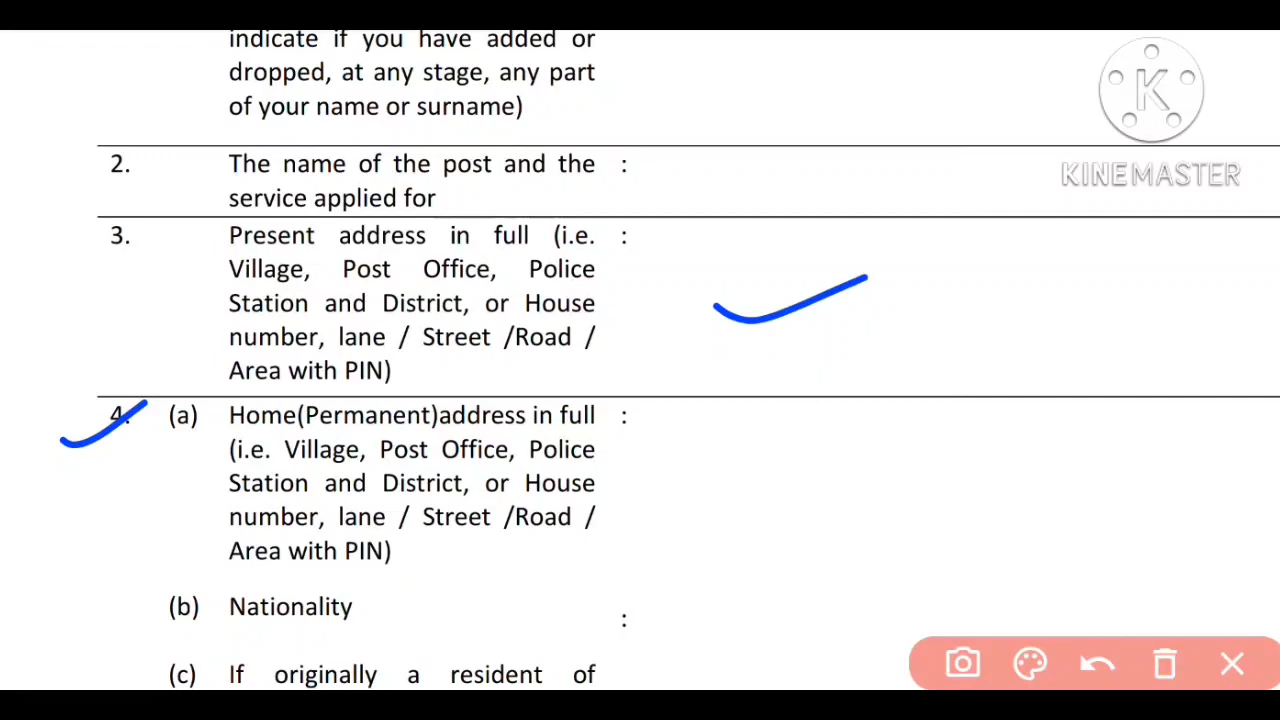 indicate if you have added or
dropped, at any stage, any part
of your name or surname)
K
KINEMASTER
2. The name of the post and the :
service applied for
3. Present address in full (i.e. :
Village, Post Office, Police
Station and District, or House
number, lane / Street /Road /
Area with PIN)
4. (a) Home(Permanent)address in full :
(i.e. Village, Post Office, Police
Station and District, or House
number, lane / Street /Road /
Area with PIN)
(b) Nationality :
(c) If originally a resident of